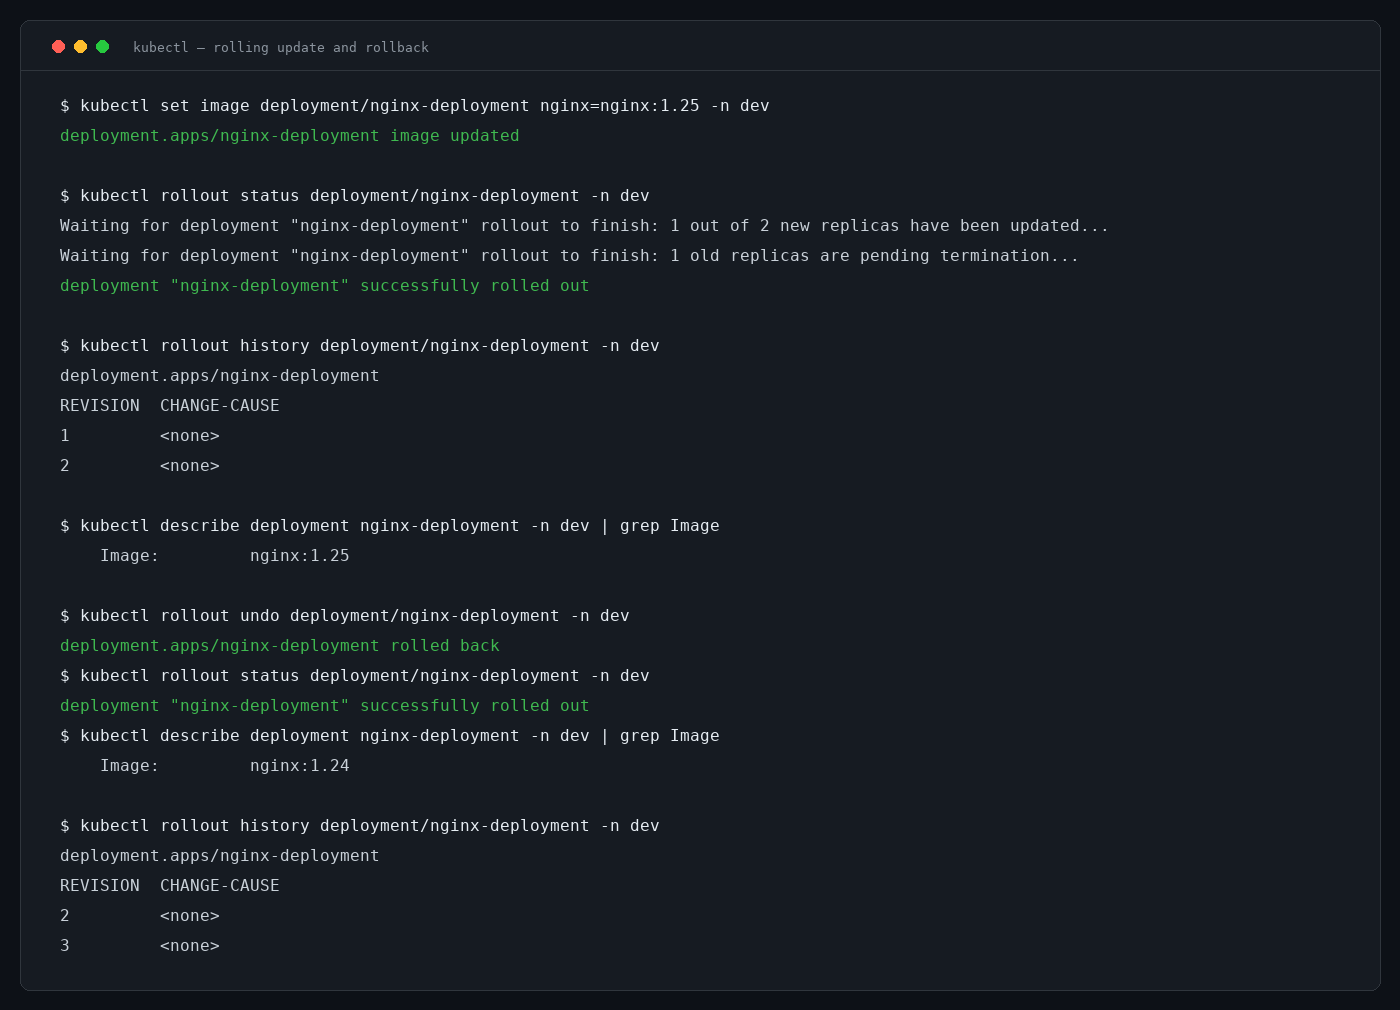 kubectl — rolling update and rollback
$ kubectl set image deployment/nginx-deployment nginx=nginx:1.25 -n dev
deployment.apps/nginx-deployment image updated
$ kubectl rollout status deployment/nginx-deployment -n dev
Waiting for deployment "nginx-deployment" rollout to finish: 1 out of 2 new replicas have been updated...
Waiting for deployment "nginx-deployment" rollout to finish: 1 old replicas are pending termination...
deployment "nginx-deployment" successfully rolled out
$ kubectl rollout history deployment/nginx-deployment -n dev
deployment.apps/nginx-deployment
REVISION  CHANGE-CAUSE
1         <none>
2         <none>
$ kubectl describe deployment nginx-deployment -n dev | grep Image
    Image:         nginx:1.25
$ kubectl rollout undo deployment/nginx-deployment -n dev
deployment.apps/nginx-deployment rolled back
$ kubectl rollout status deployment/nginx-deployment -n dev
deployment "nginx-deployment" successfully rolled out
$ kubectl describe deployment nginx-deployment -n dev | grep Image
    Image:         nginx:1.24
$ kubectl rollout history deployment/nginx-deployment -n dev
deployment.apps/nginx-deployment
REVISION  CHANGE-CAUSE
2         <none>
3         <none>